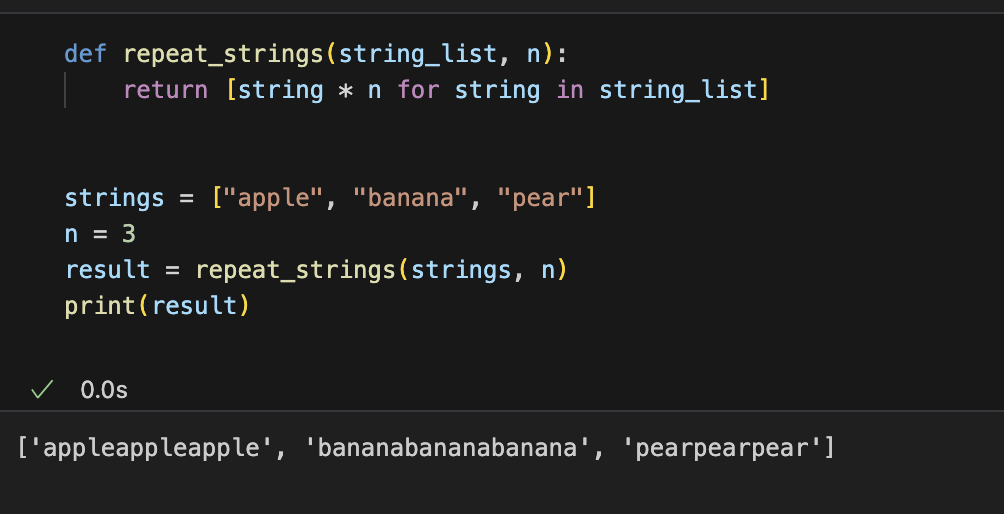 def repeat_strings(string_list, n):
    return [string * n for string in string_list]
strings = ["apple", "banana", "pear"]
n = 3
result = repeat_strings(strings, n)
print(result)
0.0s
['appleappleapple', 'bananabananabanana', 'pearpearpear']